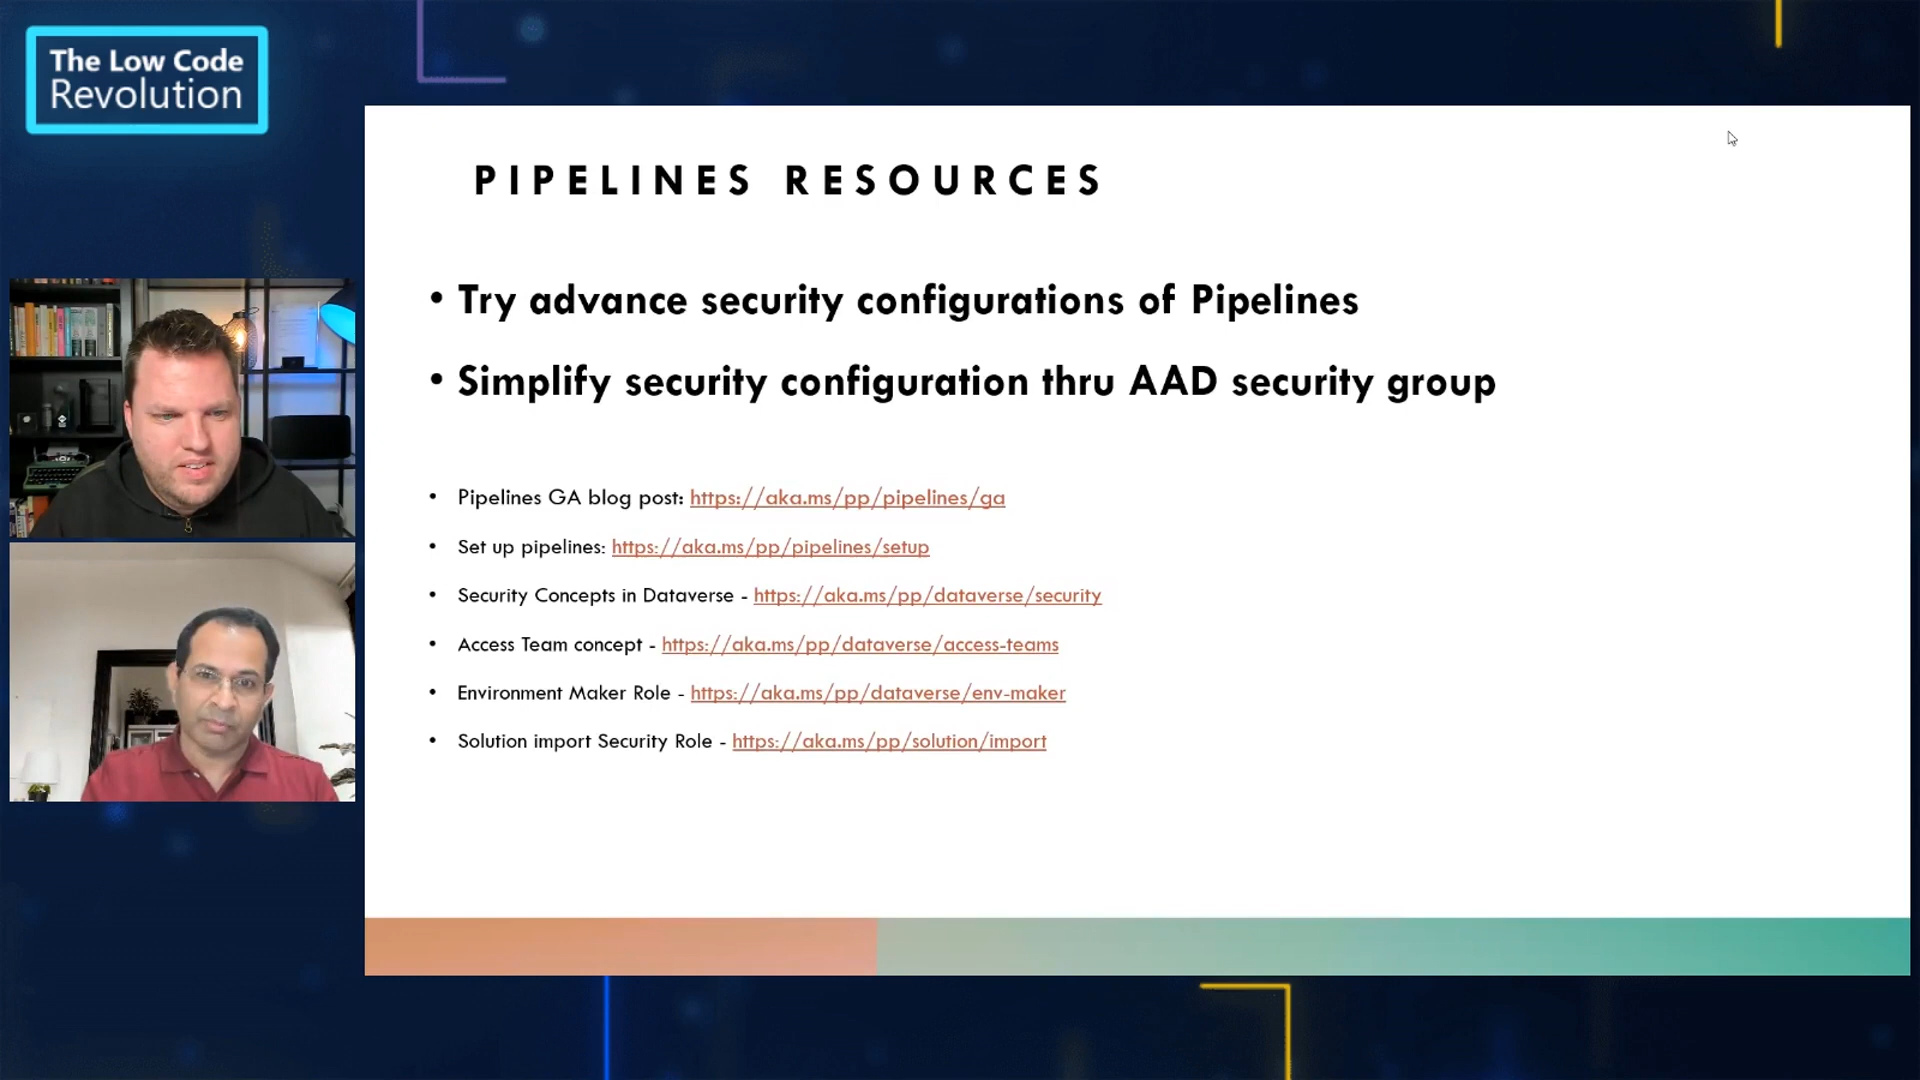 The Low Code
Revolution
PIPELINES RESOURCES
• Try advance security configurations of Pipelines
• Simplify security configuration thru AAD security group
• Pipelines GA blog post: https://aka.ms/pp/pipelines/ga
• Set up pipelines: https://aka.ms/pp/pipelines/setup
• Security Concepts in Dataverse - https://aka.ms/pp/dataverse/security
• Access Team concept - https://aka.ms/pp/dataverse/access-teams
• Environment Maker Role - https://aka.ms/pp/dataverse/env-maker
• Solution import Security Role - https://aka.ms/pp/solution/import